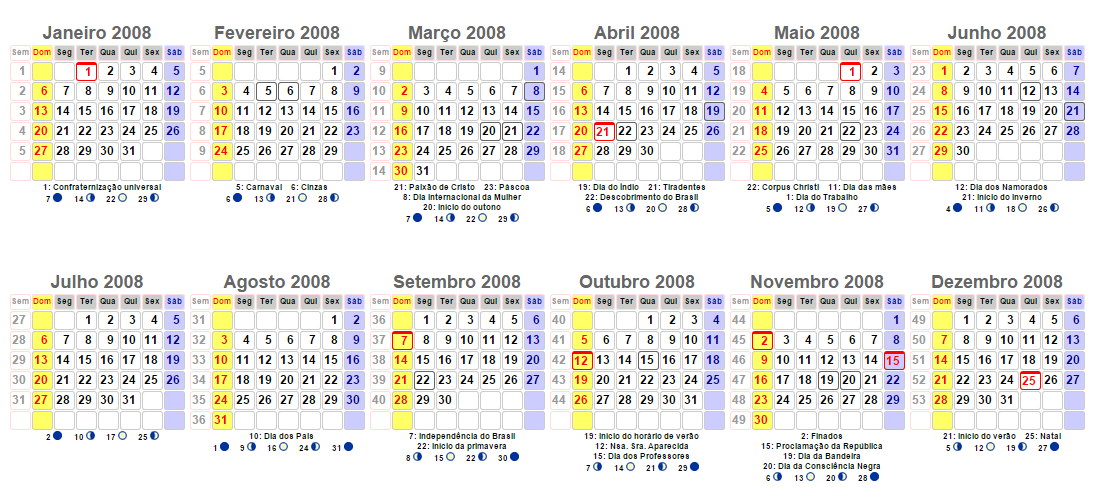 Janeiro 2008
Sem Dom Seg Ter Qua Qui Sex Sáb
1 1 2 3 4 5
2 6 7 8 9 10 11 12
3 13 14 15 16 17 18 19
4 20 21 22 23 24 25 26
5 27 28 29 30 31
1: Confraternização universal
7 14 22 29
Fevereiro 2008
Sem Dom Seg Ter Qua Qui Sex Sáb
5 1 2
6 3 4 5 6 7 8 9
7 10 11 12 13 14 15 16
8 17 18 19 20 21 22 23
9 24 25 26 27 28 29
5: Carnaval 6: Cinzas
6 13 21 28
Março 2008
Sem Dom Seg Ter Qua Qui Sex Sáb
9 1
10 2 3 4 5 6 7 8
11 9 10 11 12 13 14 15
12 16 17 18 19 20 21 22
13 23 24 25 26 27 28 29
14 30 31
21: Paixão de Cristo 23: Páscoa
8: Dia Internacional da Mulher
20: Inicio do outono
7 14 22 29
Abril 2008
Sem Dom Seg Ter Qua Qui Sex Sáb
14 1 2 3 4 5
15 6 7 8 9 10 11 12
16 13 14 15 16 17 18 19
17 20 21 22 23 24 25 26
18 27 28 29 30
19: Dia do Índio 21: Tiradentes
22: Descobrimento do Brasil
6 12 20 28
Maio 2008
Sem Dom Seg Ter Qua Qui Sex Sáb
18 1 2 3
19 4 5 6 7 8 9 10
20 11 12 13 14 15 16 17
21 18 19 20 21 22 23 24
22 25 26 27 28 29 30 31
22: Corpus Christi 11: Dia das mães
1: Dia do Trabalho
5 12 19 27
Junho 2008
Sem Dom Seg Ter Qua Qui Sex Sáb
23 1 2 3 4 5 6 7
24 8 9 10 11 12 13 14
25 15 16 17 18 19 20 21
26 22 23 24 25 26 27 28
27 29 30
12: Dia dos Namorados
21: Inicio do inverno
4 11 18 26
Julho 2008
Sem Dom Seg Ter Qua Qui Sex Sáb
27 1 2 3 4 5
28 6 7 8 9 10 11 12
29 13 14 15 16 17 18 19
30 20 21 22 23 24 25 26
31 27 28 29 30 31
2 10 17 25
Agosto 2008
Sem Dom Seg Ter Qua Qui Sex Sáb
31 1 2
32 3 4 5 6 7 8 9
33 10 11 12 13 14 15 16
34 17 18 19 20 21 22 23
35 24 25 26 27 28 29 30
36 31
10: Dia dos Pais
1 9 16 24 31
Setembro 2008
Sem Dom Seg Ter Qua Qui Sex Sáb
36 1 2 3 4 5 6
37 7 8 9 10 11 12 13
38 14 15 16 17 18 19 20
39 21 22 23 24 25 26 27
40 28 29 30
7: Independência do Brasil
22: Inicio da primavera
8 15 22 30
Outubro 2008
Sem Dom Seg Ter Qua Qui Sex Sáb
40 1 2 3 4
41 5 6 7 8 9 10 11
42 12 13 14 15 16 17 18
43 19 20 21 22 23 24 25
44 26 27 28 29 30 31
19: Inicio do horário de verão
12: Nsa. Sra. Aparecida
15: Dia dos Professores
7 14 21 29
Novembro 2008
Sem Dom Seg Ter Qua Qui Sex Sáb
44 1
45 2 3 4 5 6 7 8
46 9 10 11 12 13 14 15
47 16 17 18 19 20 21 22
48 23 24 25 26 27 28 29
49 30
2: Finados
15: Proclamação da República
19: Dia da Bandeira
20: Dia da Consciência Negra
6 13 20 28
Dezembro 2008
Sem Dom Seg Ter Qua Qui Sex Sáb
49 1 2 3 4 5 6
50 7 8 9 10 11 12 13
51 14 15 16 17 18 19 20
52 21 22 23 24 25 26 27
53 28 29 30 31
21: Inicio do verão 25: Natal
5 12 19 27